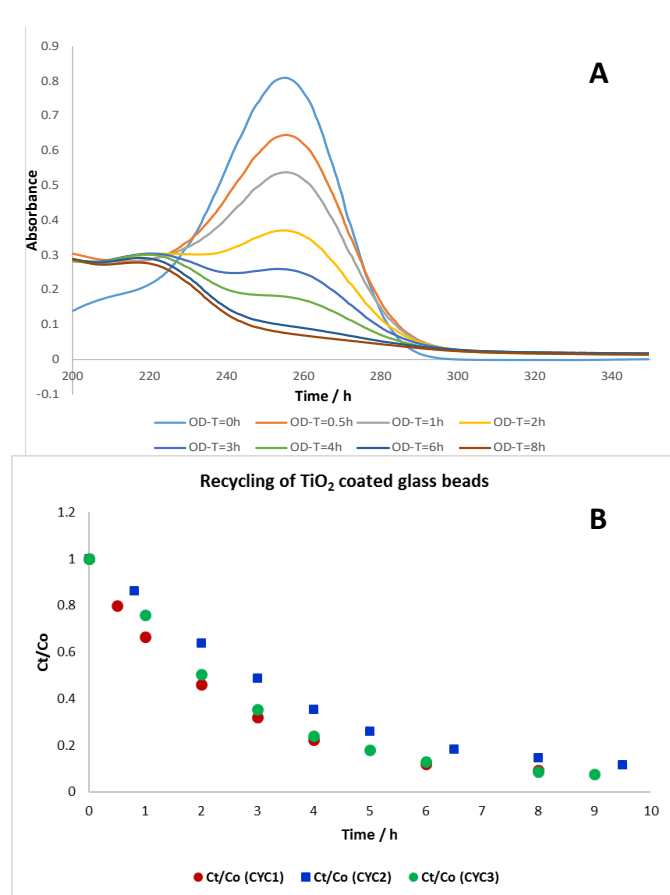 A
0.9
0.8
0.7
0.6
0.5
0.4
0.3
0.2
0.1
0
-0.1
Absorbance
200 220 240 260 280 300 320 340
Time / h
OD-T=0h OD-T=0.5h OD-T=1h OD-T=2h
OD-T=3h OD-T=4h OD-T=6h OD-T=8h
Recycling of TiO₂ coated glass beads
B
1.2
1
0.8
0.6
0.4
0.2
0
Ct/Co
0 1 2 3 4 5 6 7 8 9 10
Time / h
Ct/Co (CYC1) Ct/Co (CYC2) Ct/Co (CYC3)